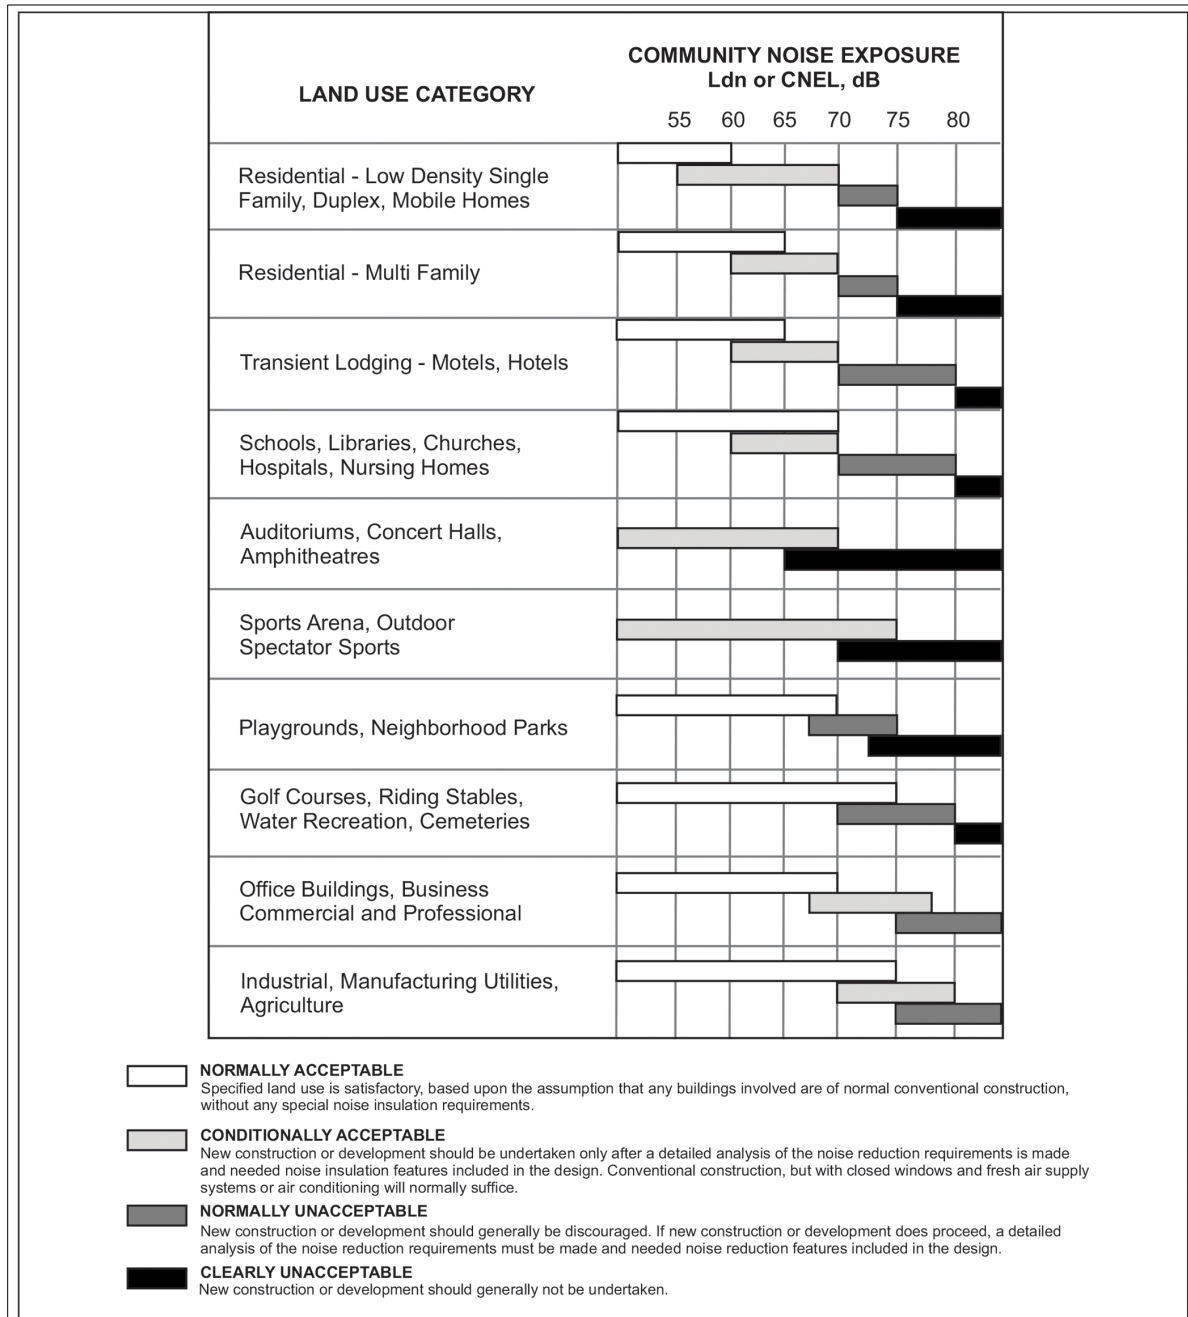 COMMUNITY NOISE EXPOSURE
Ldn or CNEL, dB
LAND USE CATEGORY
55 60 65 70 75 80
Residential - Low Density Single
Family, Duplex, Mobile Homes
Residential - Multi Family
Transient Lodging - Motels, Hotels
Schools, Libraries, Churches,
Hospitals, Nursing Homes
Auditoriums, Concert Halls,
Amphitheatres
Sports Arena, Outdoor
Spectator Sports
Playgrounds, Neighborhood Parks
Golf Courses, Riding Stables,
Water Recreation, Cemeteries
Office Buildings, Business
Commercial and Professional
Industrial, Manufacturing Utilities,
Agriculture
NORMALLY ACCEPTABLE
Specified land use is satisfactory, based upon the assumption that any buildings involved are of normal conventional construction,
without any special noise insulation requirements.
CONDITIONALLY ACCEPTABLE
New construction or development should be undertaken only after a detailed analysis of the noise reduction requirements is made
and needed noise insulation features included in the design. Conventional construction, but with closed windows and fresh air supply
systems or air conditioning will normally suffice.
NORMALLY UNACCEPTABLE
New construction or development should generally be discouraged. If new construction or development does proceed, a detailed
analysis of the noise reduction requirements must be made and needed noise reduction features included in the design.
CLEARLY UNACCEPTABLE
New construction or development should generally not be undertaken.